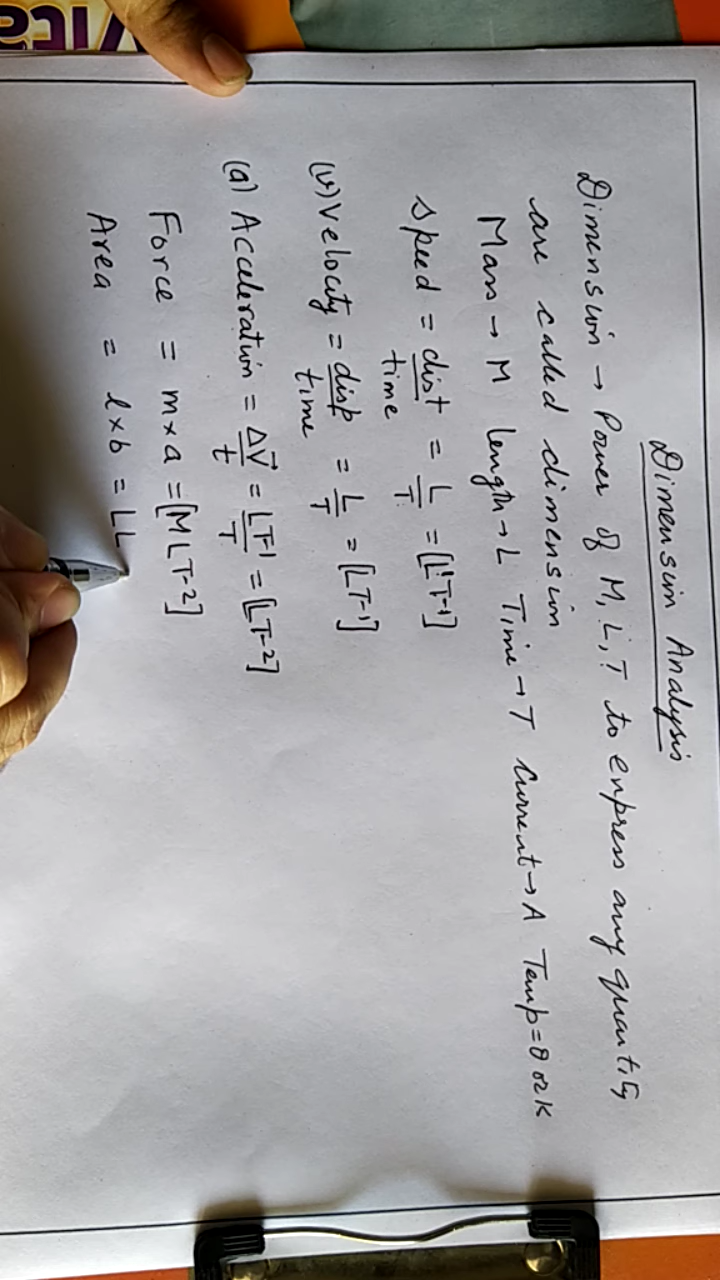 Dimension Analysis
Dimension → Power of M, L, T to express any quantity
are called dimension
Mass → M length → L Time → T Current → A Temp = θ or K
Speed = dist/time = L/T = [L¹T-1]
(v) Velocity = disp/time = L/T = [LT-1]
(a) Acceleration = ΔV⃗/t = LT-1/T = [LT-2]
Force = m×a = [MLT-2]
Area = l×b = LL
Vita